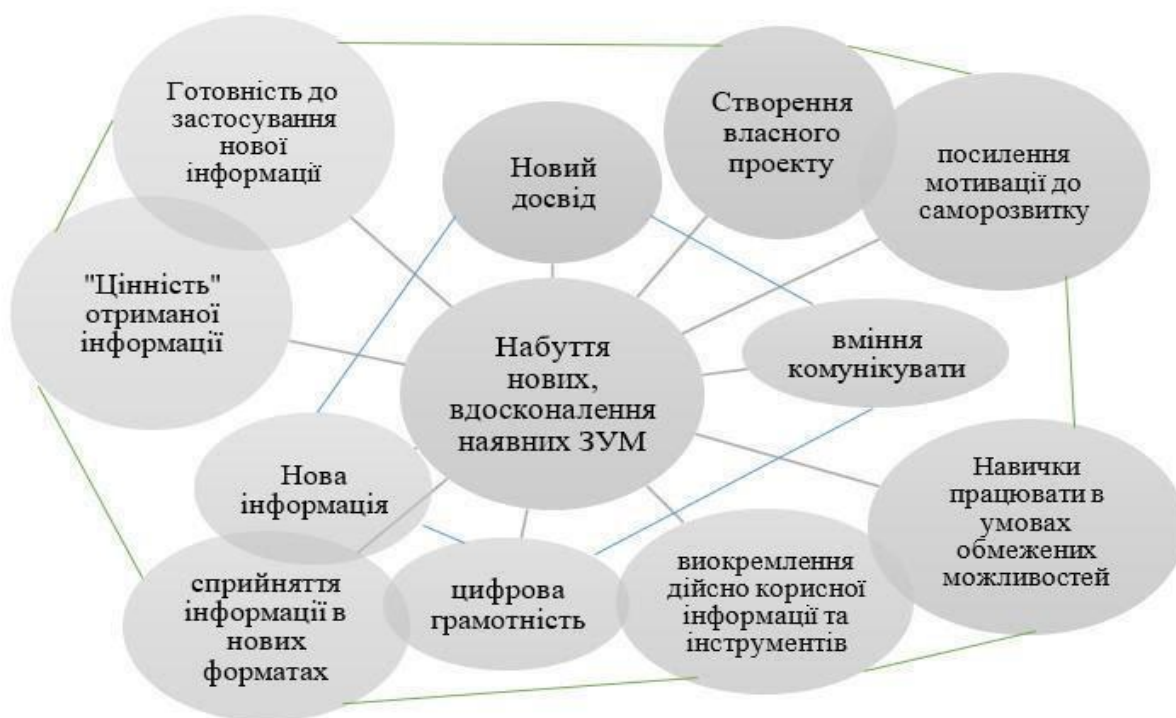 Готовність до
застосування
нової
інформації
Створення
власного
проекту
Новий
досвід
посилення
мотивації до
саморозвитку
"Цінність"
отриманої
інформації
Набуття
нових,
вдосконалення
наявних ЗУМ
вміння
комунікувати
Нова
інформація
Навички
працювати в
умовах
обмежених
можливостей
сприйняття
інформації в
нових
форматах
цифрова
грамотність
виокремлення
дійсно корисної
інформації та
інструментів